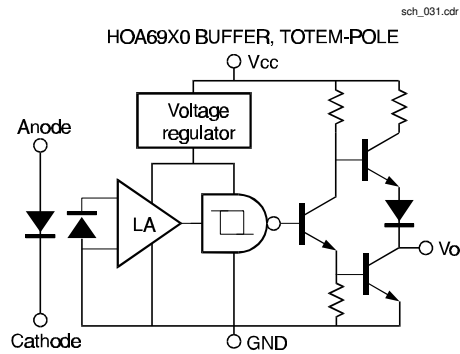 sch_031.cdr
HOA69X0 BUFFER, TOTEM-POLE
Vcc
Voltage
regulator
Anode
LA
Vo
Cathode
GND